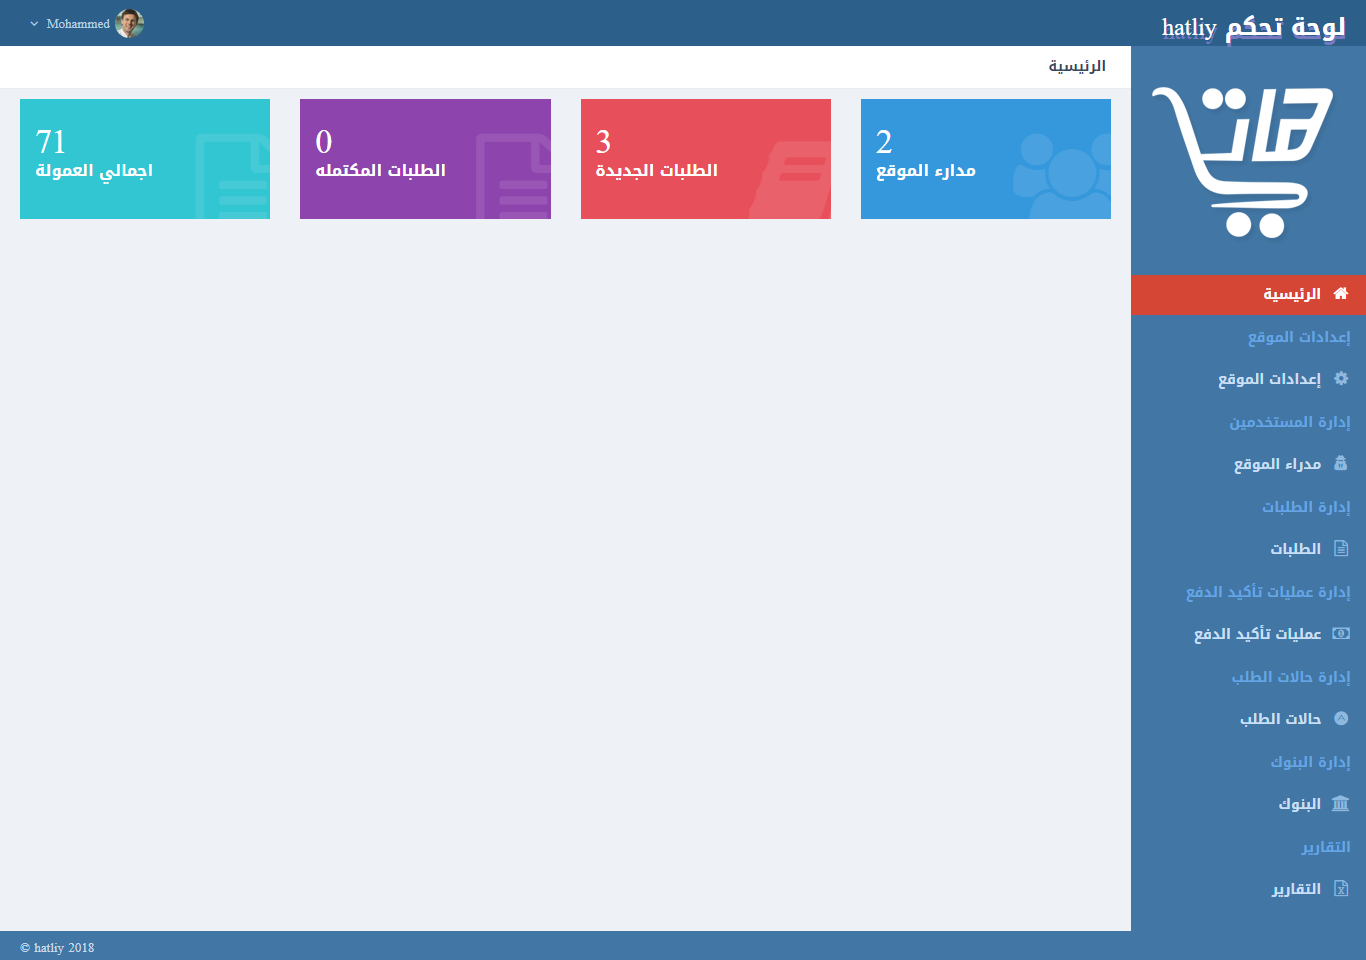 لوحة تحكم hatliy
Mohammed
هات
الرئيسية
إعدادات الموقع
إعدادات الموقع
إدارة المستخدمين
مدراء الموقع
إدارة الطلبات
الطلبات
إدارة عمليات تأكيد الدفع
عمليات تأكيد الدفع
إدارة حالات الطلب
حالات الطلب
إدارة البنوك
البنوك
التقارير
التقارير
الرئيسية
2
مدارء الموقع
3
الطلبات الجديدة
0
الطلبات المكتمله
71
اجمالي العمولة
© hatliy 2018